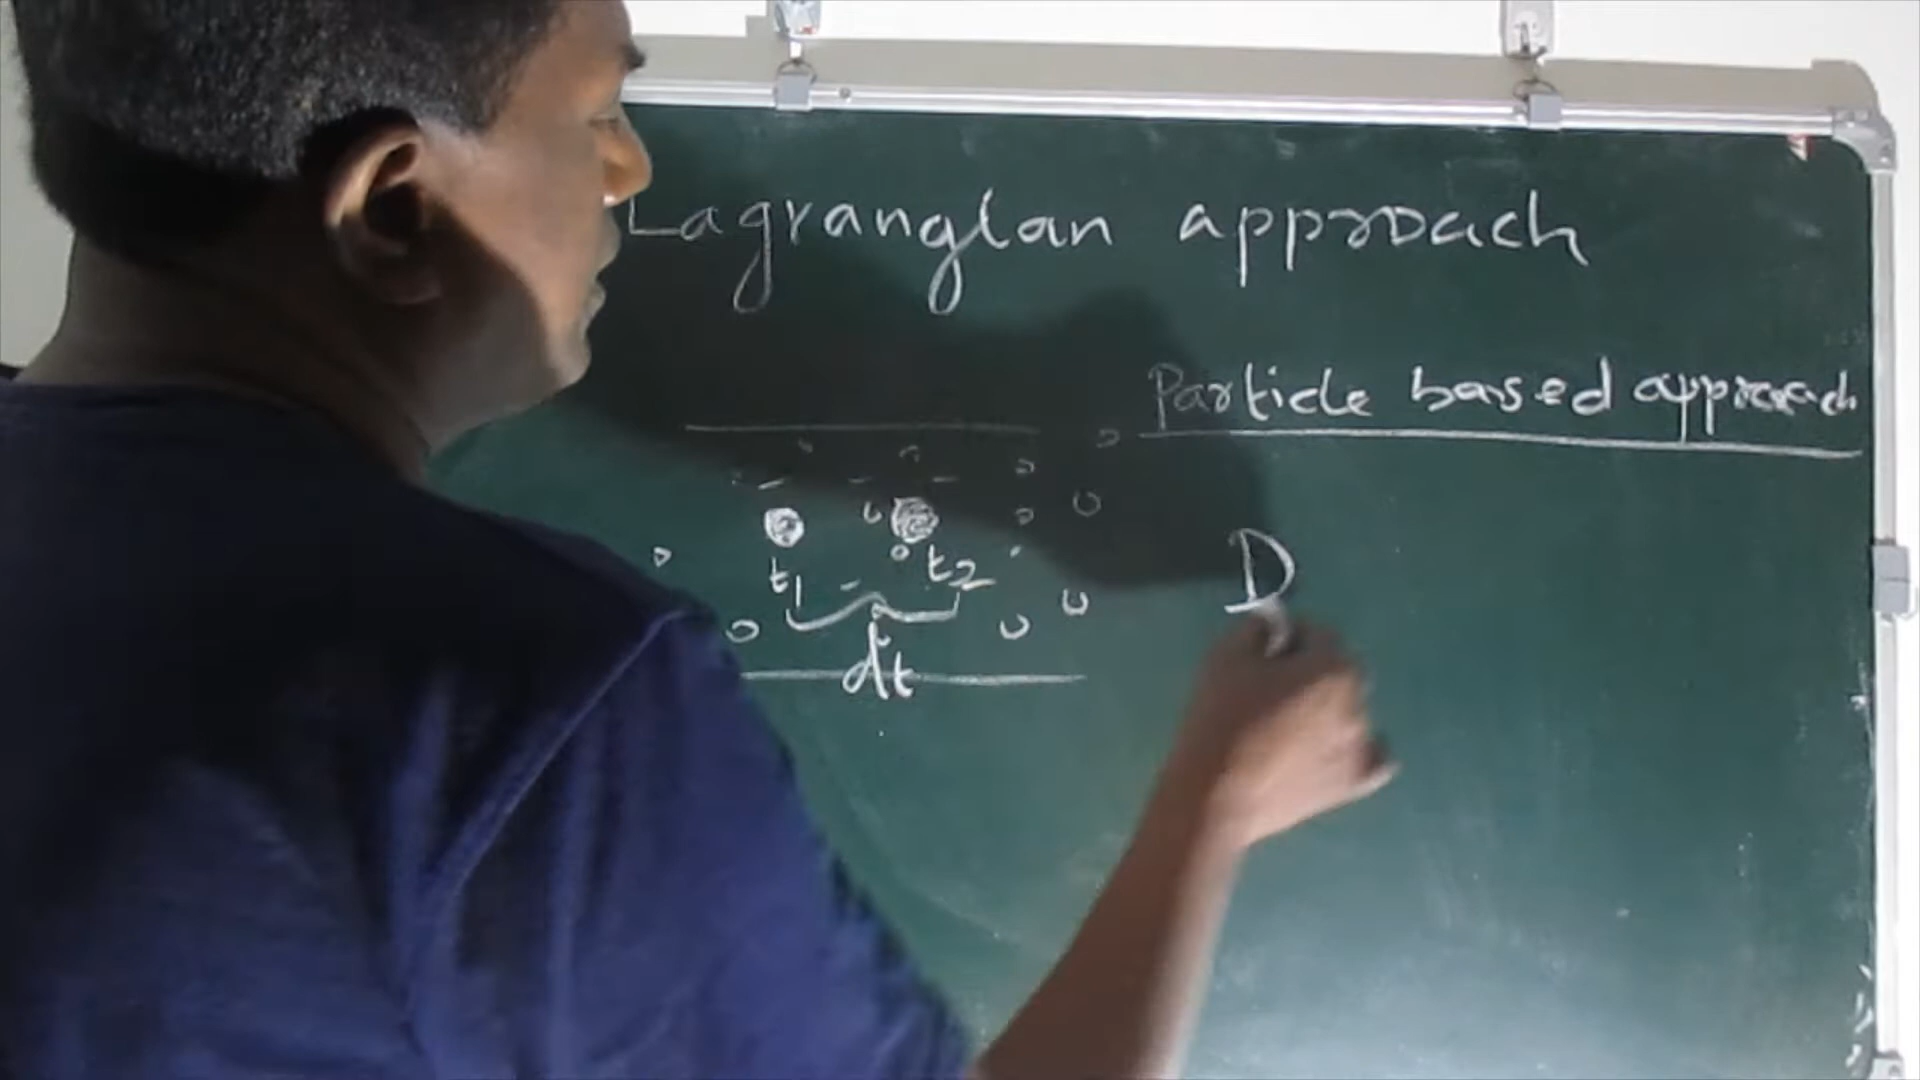 Lagrangian approach
Particle based approach
t1 t2
dt
D